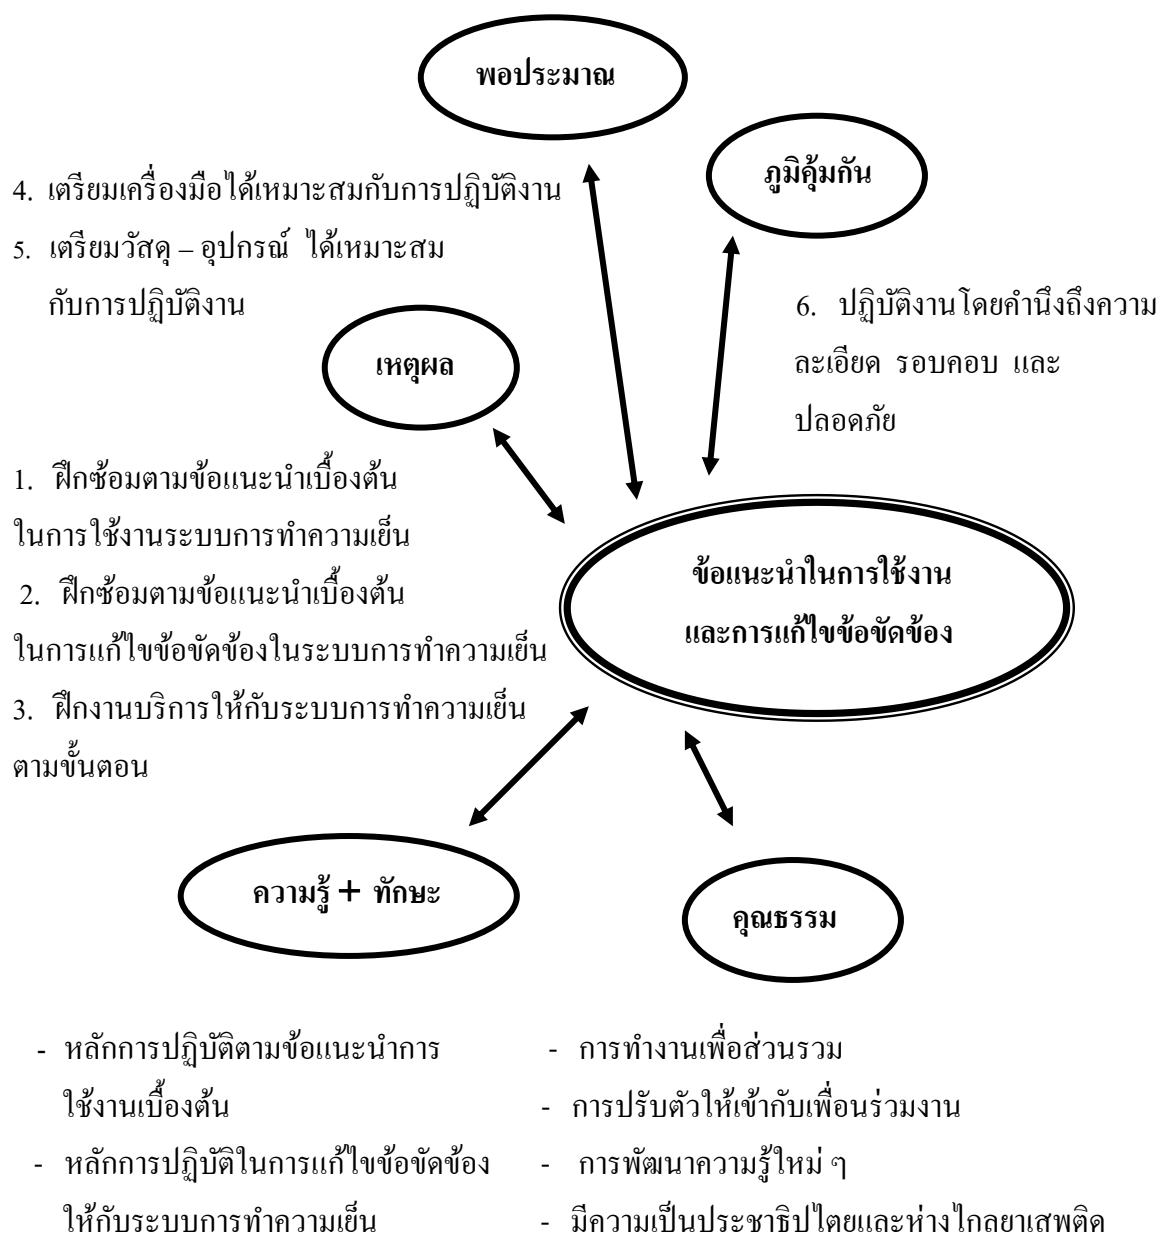 พอประมาณ
ภูมิคุ้มกัน
4. เตรียมเครื่องมือได้เหมาะสมกับการปฏิบัติงาน
5. เตรียมวัสดุ – อุปกรณ์ ได้เหมาะสม
กับการปฏิบัติงาน
6. ปฏิบัติงานโดยคำนึงถึงความ
ละเอียด รอบคอบ และ
ปลอดภัย
เหตุผล
1. ฝึกซ้อมตามข้อแนะนำเบื้องต้น
ในการใช้งานระบบการทำความเย็น
2. ฝึกซ้อมตามข้อแนะนำเบื้องต้น
ในการแก้ไขข้อขัดข้องในระบบการทำความเย็น
3. ฝึกงานบริการให้กับระบบการทำความเย็น
ตามขั้นตอน
ข้อแนะนำในการใช้งาน
และการแก้ไขข้อขัดข้อง
ความรู้ + ทักษะ
คุณธรรม
- หลักการปฏิบัติตามข้อแนะนำการ
ใช้งานเบื้องต้น
- หลักการปฏิบัติในการแก้ไขข้อขัดข้อง
ให้กับระบบการทำความเย็น
- การทำงานเพื่อส่วนรวม
- การปรับตัวให้เข้ากับเพื่อนร่วมงาน
- การพัฒนาความรู้ใหม่ ๆ
- มีความเป็นประชาธิปไตยและห่างไกลยาเสพติด